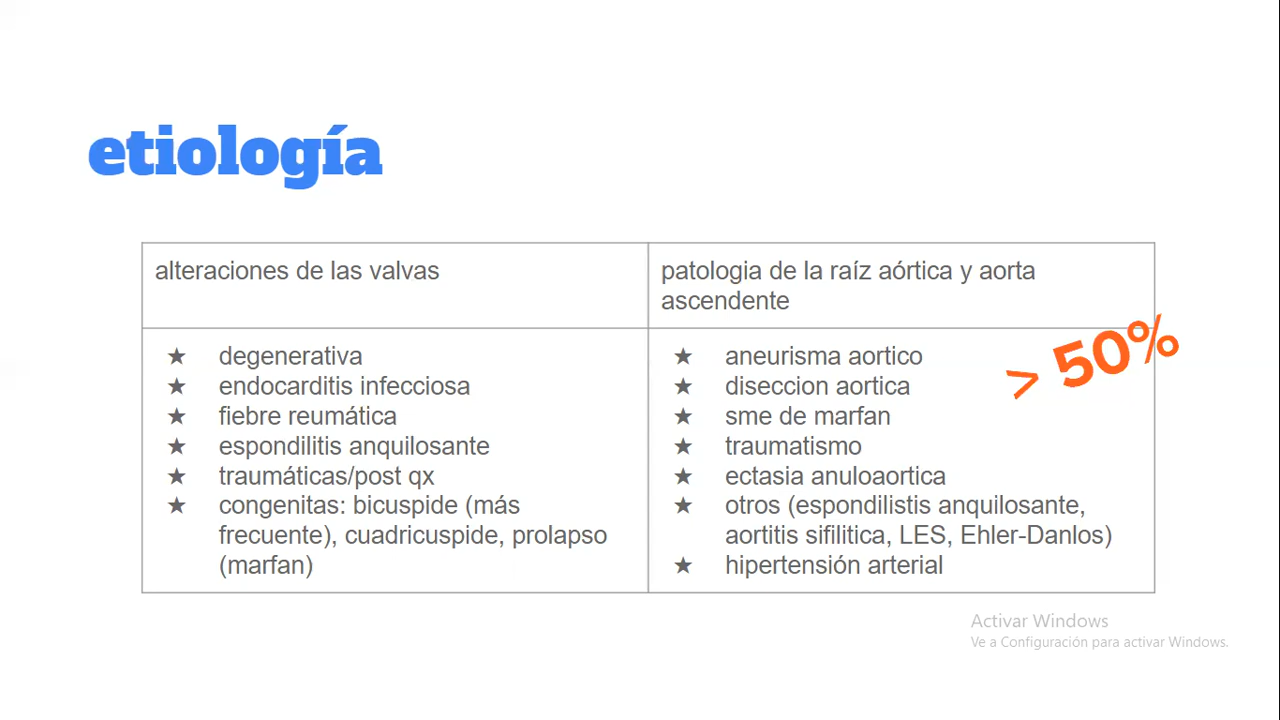 etiología
alteraciones de las valvas
patologia de la raíz aórtica y aorta
ascendente
★ degenerativa
★ endocarditis infecciosa
★ fiebre reumática
★ espondilitis anquilosante
★ traumáticas/post qx
★ congenitas: bicuspide (más
frecuente), cuadricuspide, prolapso
(marfan)
> 50%
★ aneurisma aortico
★ diseccion aortica
★ sme de marfan
★ traumatismo
★ ectasia anuloaortica
★ otros (espondilistis anquilosante,
aortitis sifilitica, LES, Ehler-Danlos)
★ hipertensión arterial
Activar Windows
Ve a Configuración para activar Windows.